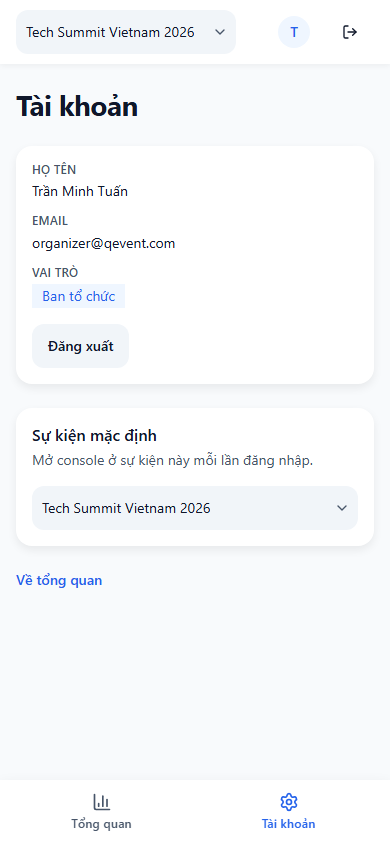 Tech Summit Vietnam 2026
T
Tài khoản
HỌ TÊN
Trần Minh Tuấn
EMAIL
organizer@qevent.com
VAI TRÒ
Ban tổ chức
Đăng xuất
Sự kiện mặc định
Mở console ở sự kiện này mỗi lần đăng nhập.
Tech Summit Vietnam 2026
Về tổng quan
Tổng quan
Tài khoản